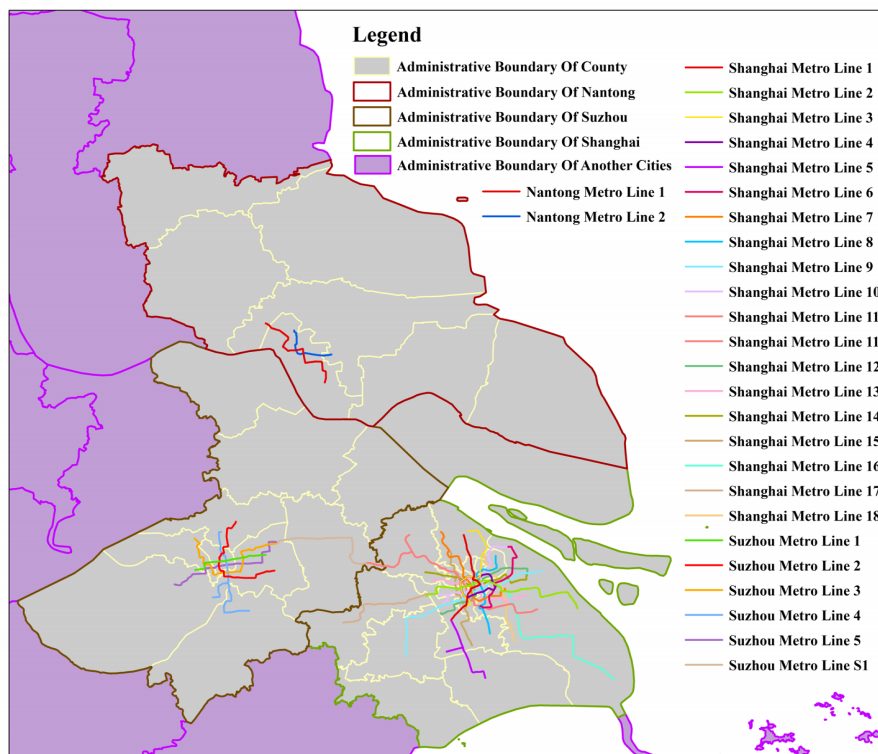 Legend
Administrative Boundary Of County
Administrative Boundary Of Nantong
Administrative Boundary Of Suzhou
Administrative Boundary Of Shanghai
Administrative Boundary Of Another Cities
Nantong Metro Line 1
Nantong Metro Line 2
Shanghai Metro Line 1
Shanghai Metro Line 2
Shanghai Metro Line 3
Shanghai Metro Line 4
Shanghai Metro Line 5
Shanghai Metro Line 6
Shanghai Metro Line 7
Shanghai Metro Line 8
Shanghai Metro Line 9
Shanghai Metro Line 10
Shanghai Metro Line 11
Shanghai Metro Line 11
Shanghai Metro Line 12
Shanghai Metro Line 13
Shanghai Metro Line 14
Shanghai Metro Line 15
Shanghai Metro Line 16
Shanghai Metro Line 17
Shanghai Metro Line 18
Suzhou Metro Line 1
Suzhou Metro Line 2
Suzhou Metro Line 3
Suzhou Metro Line 4
Suzhou Metro Line 5
Suzhou Metro Line S1